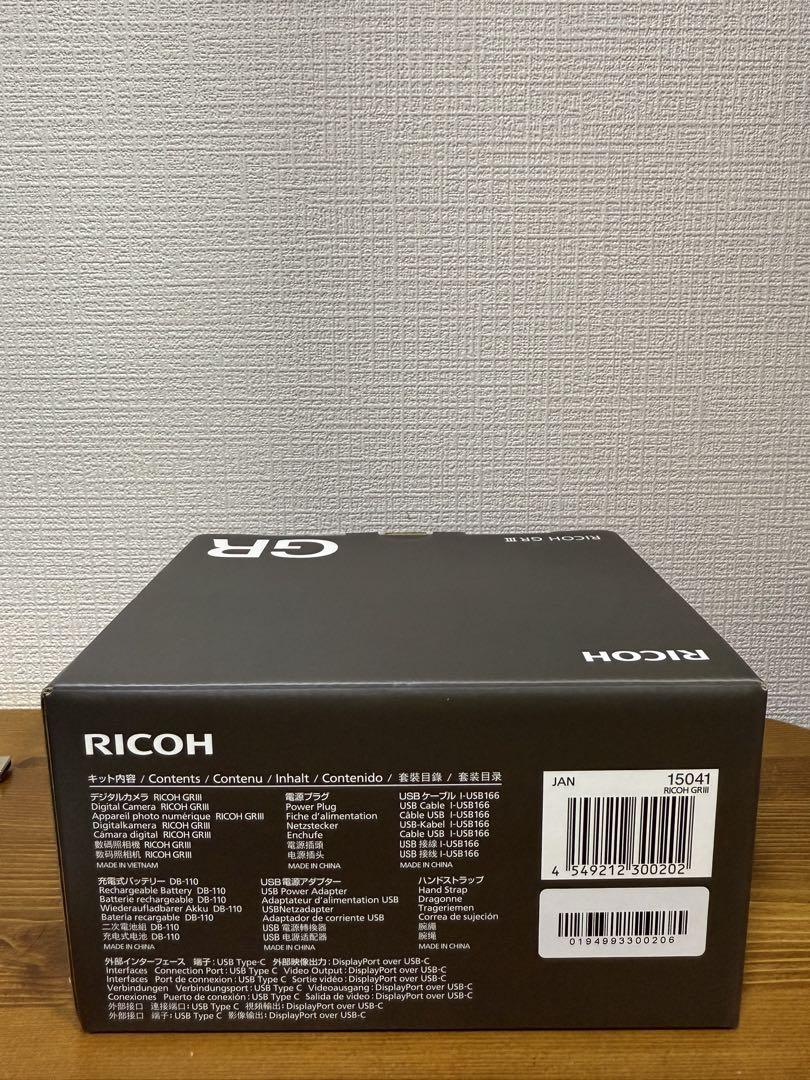 GR
RICOH GR III
RICOH
RICOH
キット内容 / Contents / Contenu / Inhalt / Contenido / 套裝目錄 / 套装目录
デジタルカメラ RICOH GRIII
Digital Camera RICOH GRIII
Appareil photo numérique RICOH GRIII
Digitalkamera RICOH GRIII
Cámara digital RICOH GRIII
數碼照相機 RICOH GRIII
数码照相机 RICOH GRIII
MADE IN VIETNAM
電源プラグ
Power Plug
Fiche d'alimentation
Netzstecker
Enchufe
電源插頭
电源插头
MADE IN CHINA
USBケーブル I-USB166
USB Cable I-USB166
Câble USB I-USB166
USB-Kabel I-USB166
Cable USB I-USB166
USB 接線 I-USB166
USB 接线 I-USB166
MADE IN CHINA
充電式バッテリー DB-110
Rechargeable Battery DB-110
Batterie rechargeable DB-110
Wiederaufladbarer Akku DB-110
Batería recargable DB-110
二次電池組 DB-110
充电式电池 DB-110
MADE IN CHINA
USB電源アダプター
USB Power Adapter
Adaptateur d'alimentation USB
USBNetzadapter
Adaptador de corriente USB
USB 電源轉換器
USB 电源适配器
MADE IN CHINA
ハンドストラップ
Hand Strap
Dragonne
Trageriemen
Correa de sujeción
腕繩
腕绳
MADE IN CHINA
外部インターフェース 端子 : USB Type-C 外部映像出力 : DisplayPort over USB-C
Interfaces Connection Port : USB Type C Video Output : DisplayPort over USB-C
Interfaces Port de connexion : USB Type C Sortie vidéo : DisplayPort over USB-C
Verbindungen Verbindungsport : USB Type C Videoausgang : DisplayPort over USB-C
Conexiones Puerto de conexión : USB Type C Salida de vídeo : DisplayPort over USB-C
外部接口 連接端口 : USB Type C 視頻輸出 : DisplayPort over USB-C
外部接口 端子 : USB Type C 影像输出 : DisplayPort over USB-C
JAN 15041
RICOH GRIII
4 549212 300202
0194993300206